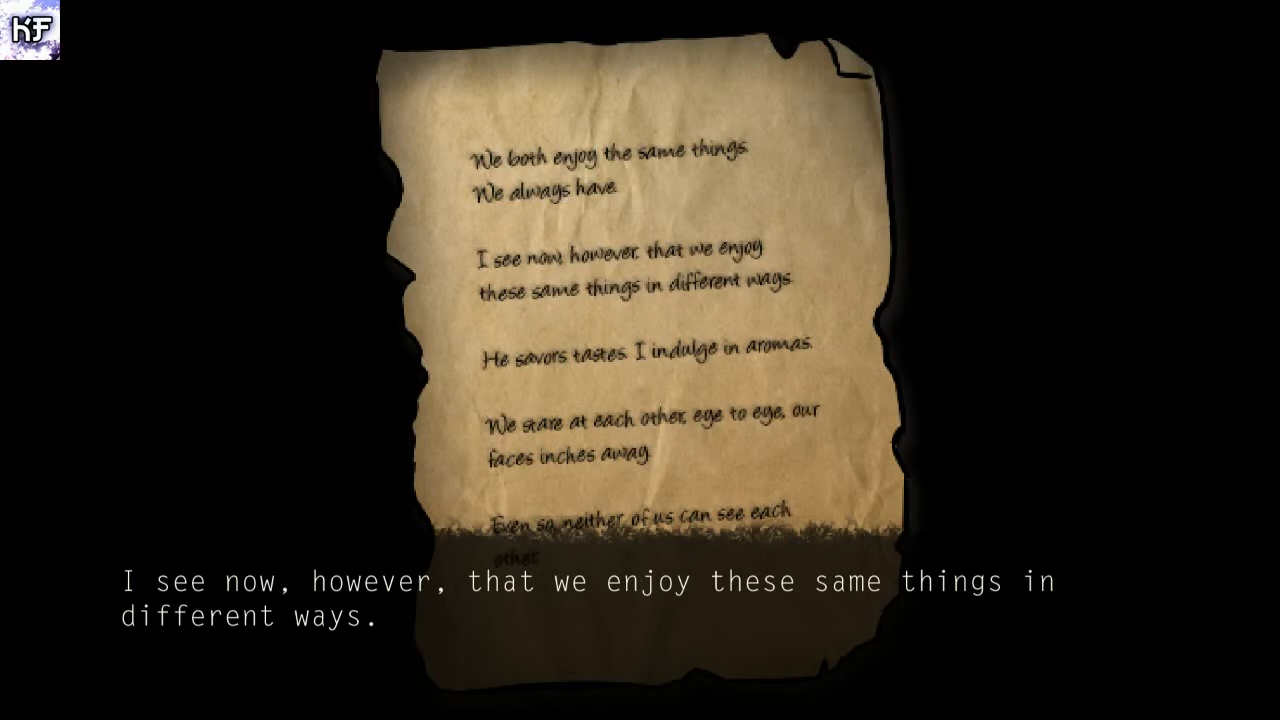 KF
We both enjoy the same things.
We always have.
I see now, however, that we enjoy
these same things in different ways.
He savors tastes. I indulge in aromas.
We stare at each other, eye to eye, our
faces inches away.
Even so, neither of us can see each
other.
I see now, however, that we enjoy these same things in
different ways.